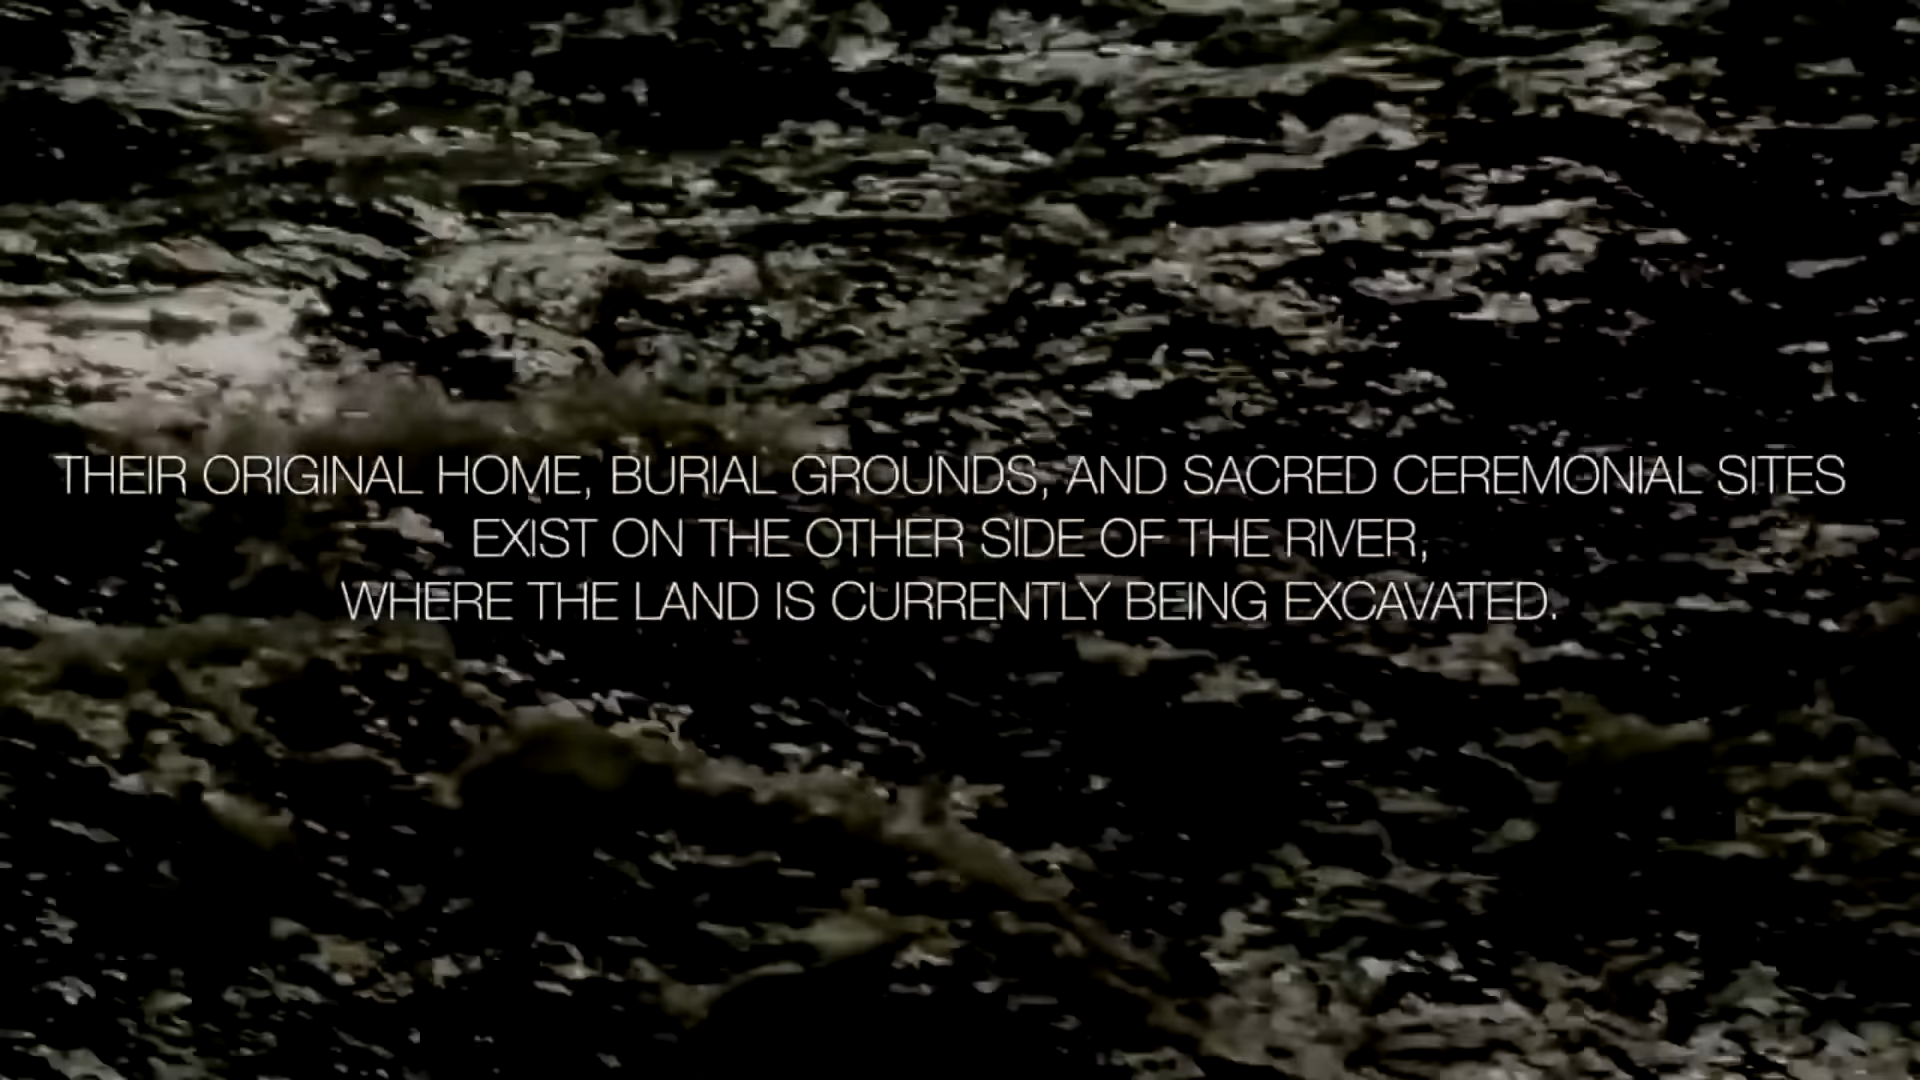 THEIR ORIGINAL HOME, BURIAL GROUNDS, AND SACRED CEREMONIAL SITES
EXIST ON THE OTHER SIDE OF THE RIVER,
WHERE THE LAND IS CURRENTLY BEING EXCAVATED.